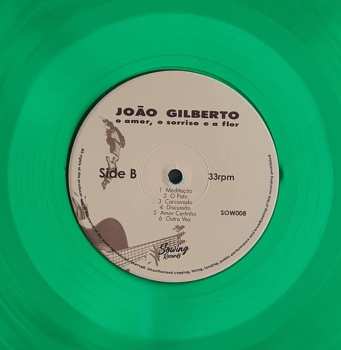 JOÃO GILBERTO
o amor, o sorriso e a flor
Side B
33rpm
1 Meditação
2 O Pato
3 Corcovado
4 Discussão
5 Amor Certinho
6 Outra Vez
SOW008
Sowing
Records